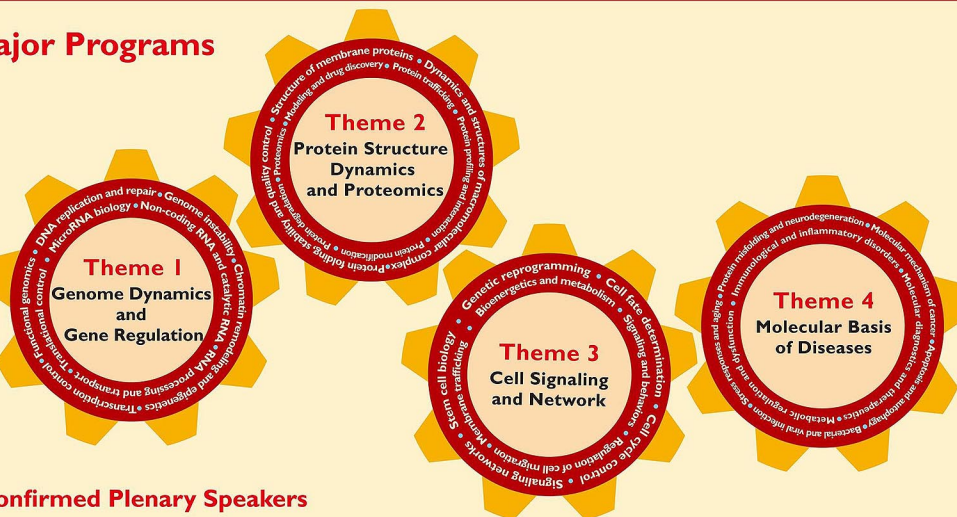 ajor Programs
Theme 1
Genome Dynamics
and
Gene Regulation
DNA replication and repair • Genome instability • Chromatin remodeling and epigenetics • Transcription control • Functional genomics •
MicroRNA biology • Non-coding RNA and catalytic RNA • RNA processing and transport • Translational control •
Theme 2
Protein Structure
Dynamics
and Proteomics
Structure of membrane proteins • Dynamics and structures of macromolecular complex • Protein folding, stability and quality control •
Modeling and drug discovery • Protein trafficking • Protein profiling and interaction • Protein modification • Protein degradation • Proteomics •
Theme 3
Cell Signaling
and Network
Genetic reprogramming • Cell fate determination • Cell cycle control • Signaling networks • Stem cell biology •
Bioenergetics and metabolism • Signaling and behaviors • Regulation of cell migration • Membrane trafficking •
Theme 4
Molecular Basis
of Diseases
Protein misfolding and neurodegeneration • Molecular mechanism of cancer • Apoptosis and autophagy • Bacterial and viral infection • Stress responses and aging •
Immunological and inflammatory disorders • Molecular diagnostics and therapeutics • Metabolic regulation and dysfunction •
onfirmed Plenary Speakers